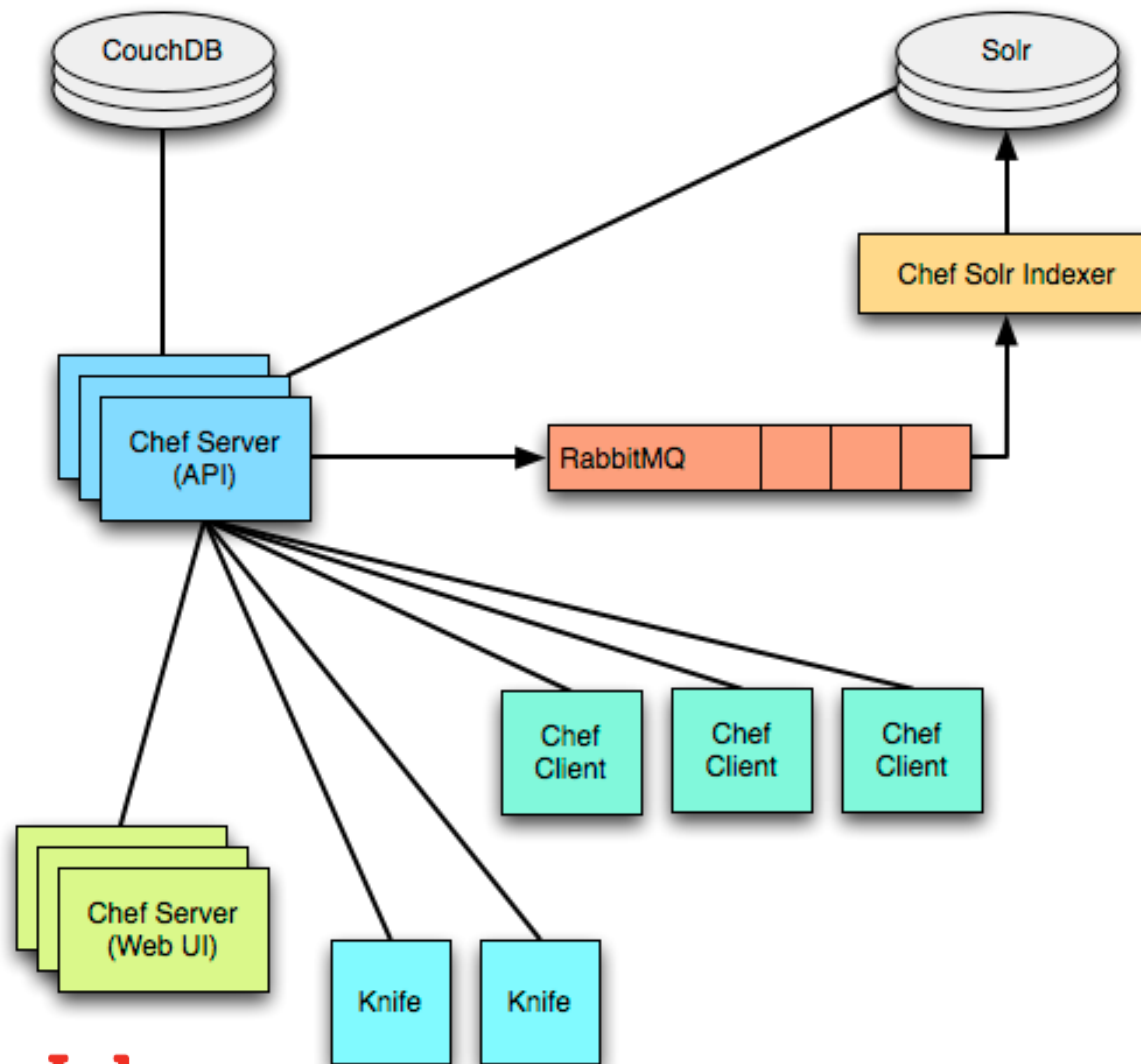 CouchDB
Solr
Chef Solr Indexer
Chef Server
(API)
RabbitMQ
Chef
Client
Chef
Client
Chef
Client
Chef Server
(Web UI)
Knife
Knife